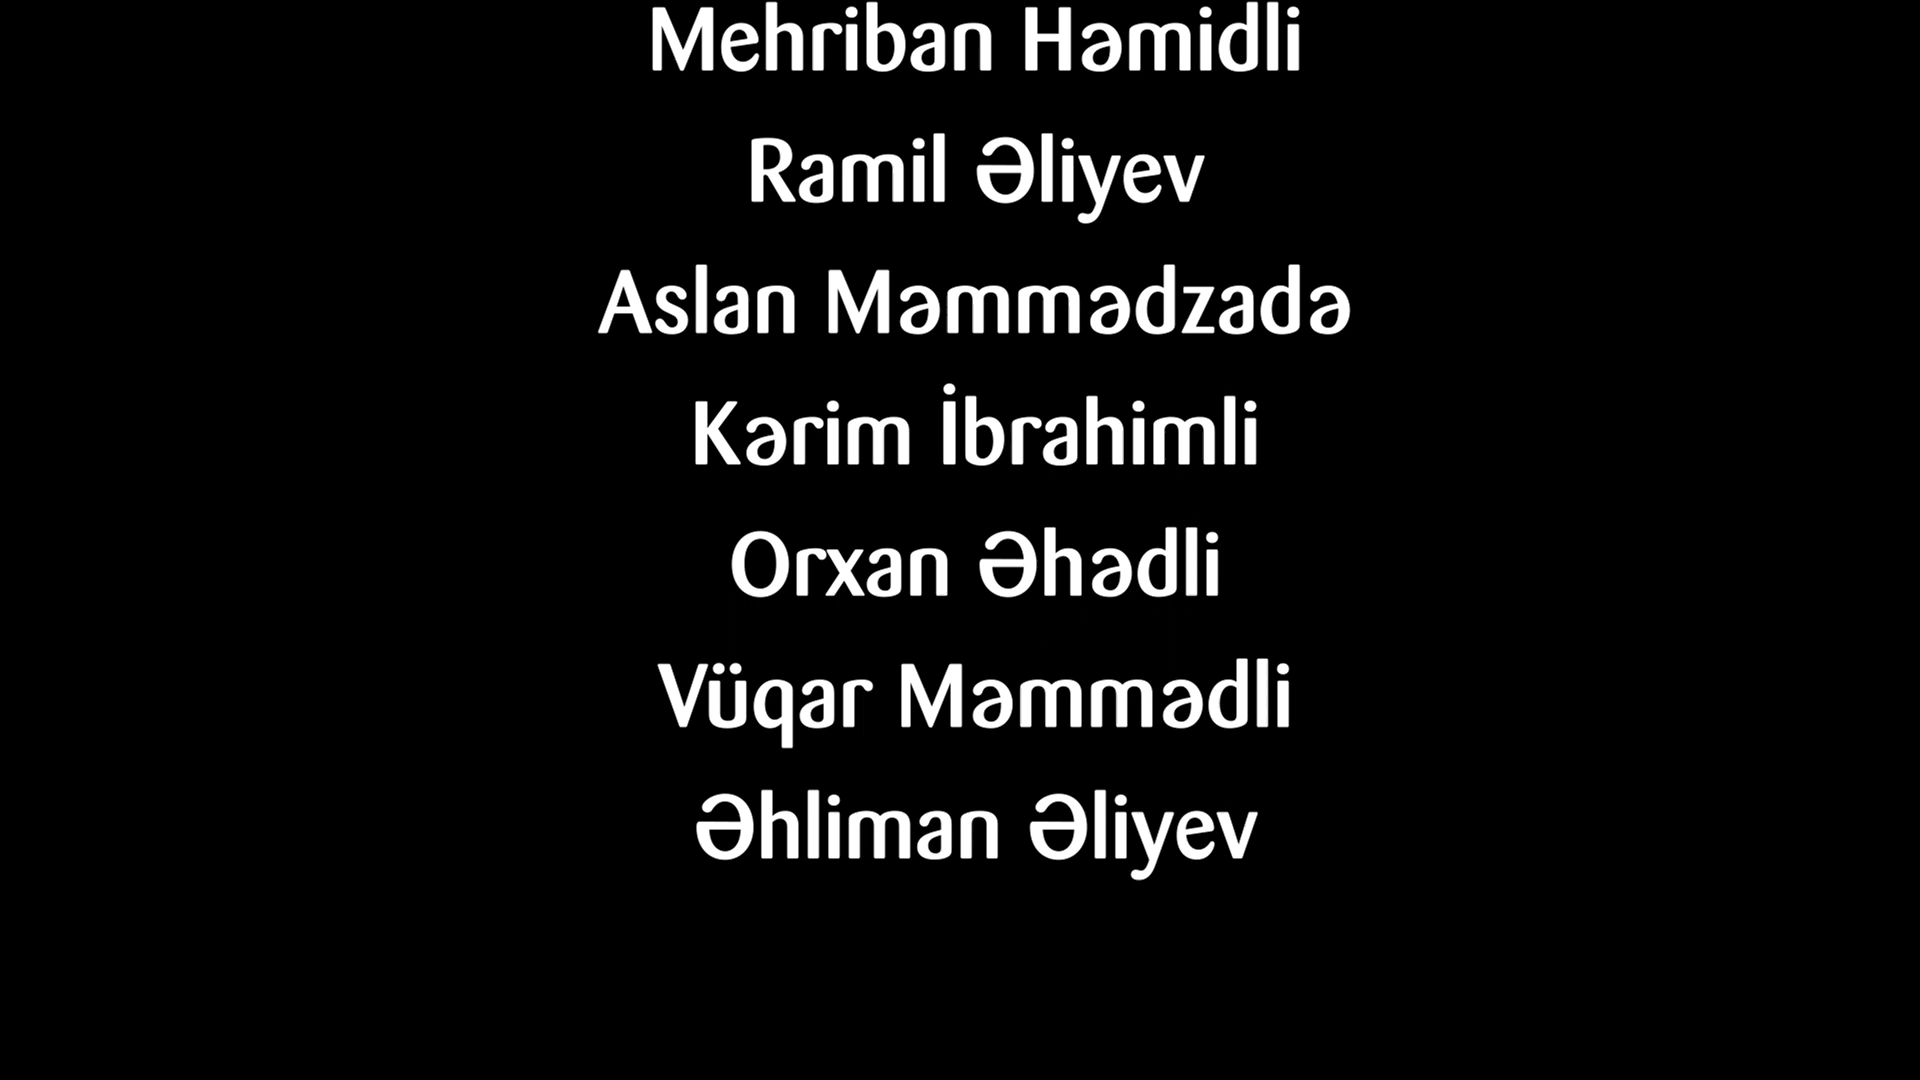 Mehriban Həmidli
Ramil Əliyev
Aslan Məmmədzadə
Kərim İbrahimli
Orxan Əhədli
Vüqar Məmmədli
Əhliman Əliyev